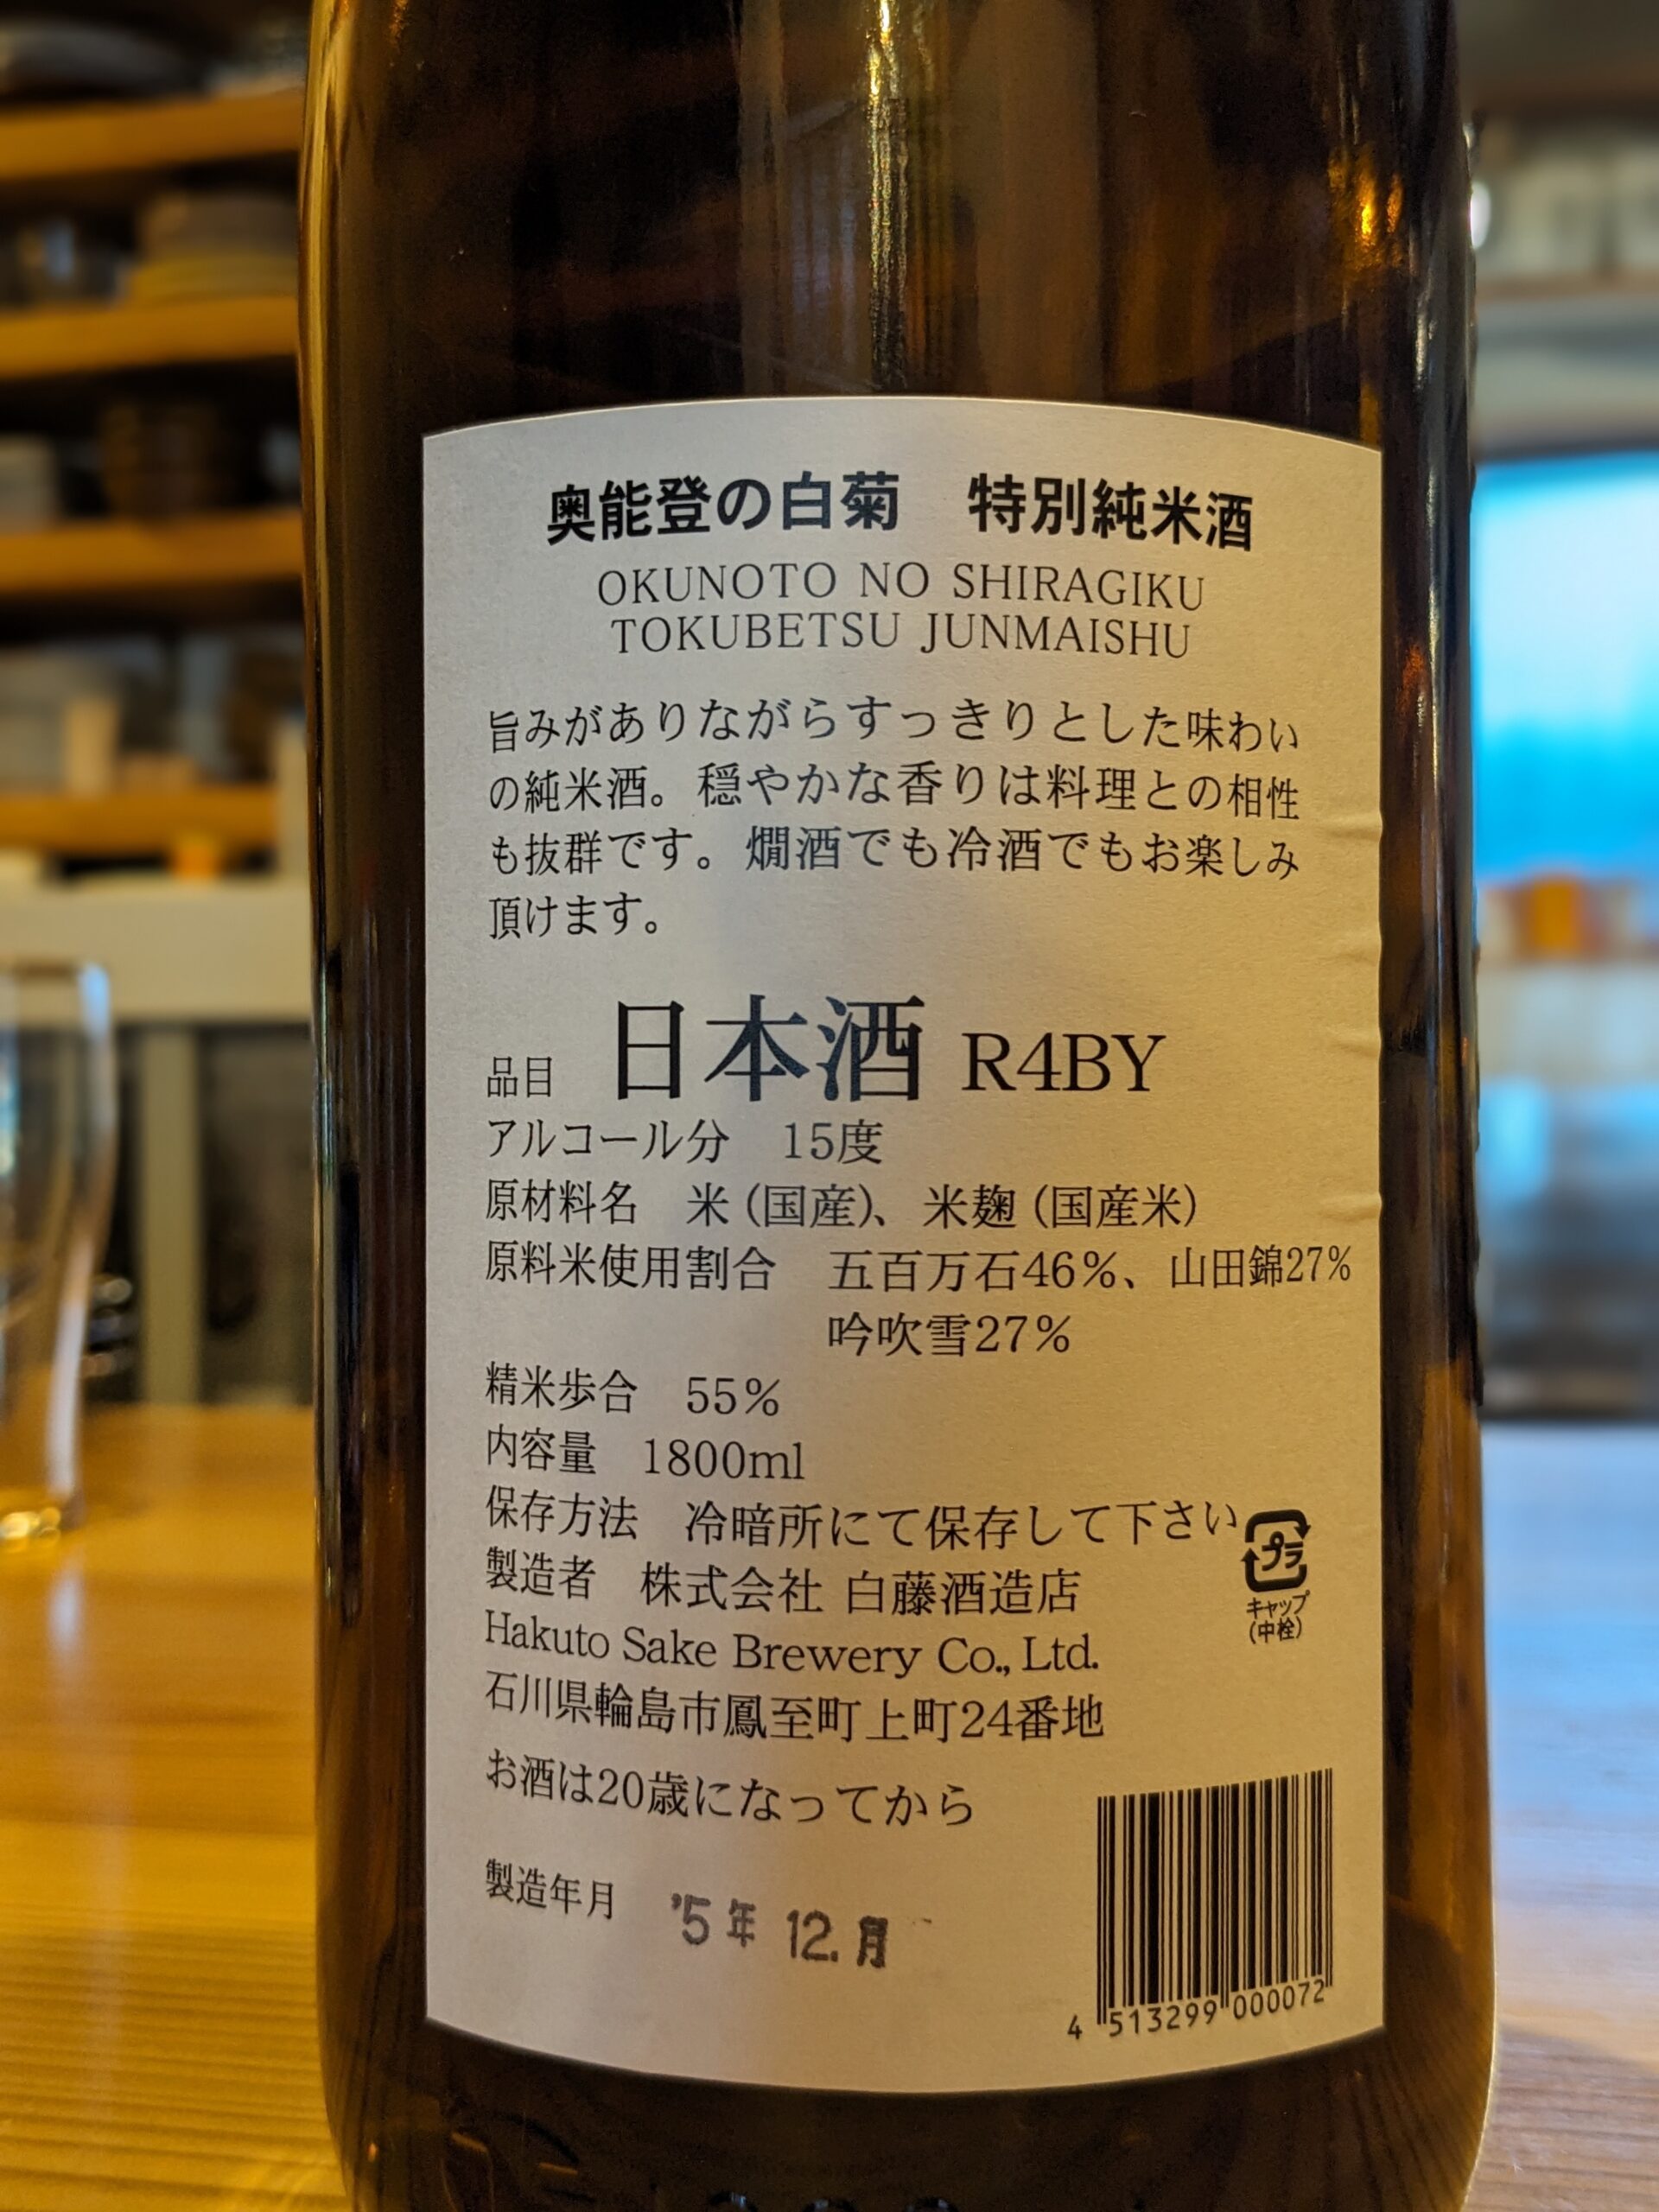 奥能登の白菊　特別純米酒
OKUNOTO NO SHIRAGIKU
TOKUBETSU JUNMAISHU
旨みがありながらすっきりとした味わい
の純米酒。穏やかな香りは料理との相性
も抜群です。燗酒でも冷酒でもお楽しみ
頂けます。
品目　日本酒 R4BY
アルコール分　15度
原材料名　米 (国産)、米麹 (国産米)
原料米使用割合　五百万石46%、山田錦27%
吟吹雪27%
精米歩合　55%
内容量　1800ml
保存方法　冷暗所にて保存して下さい
プラ
キャップ
(中栓)
製造者　株式会社 白藤酒造店
Hakuto Sake Brewery Co., Ltd.
石川県輪島市鳳至町上町24番地
お酒は20歳になってから
製造年月　'5年 12.月
4 513299 000072